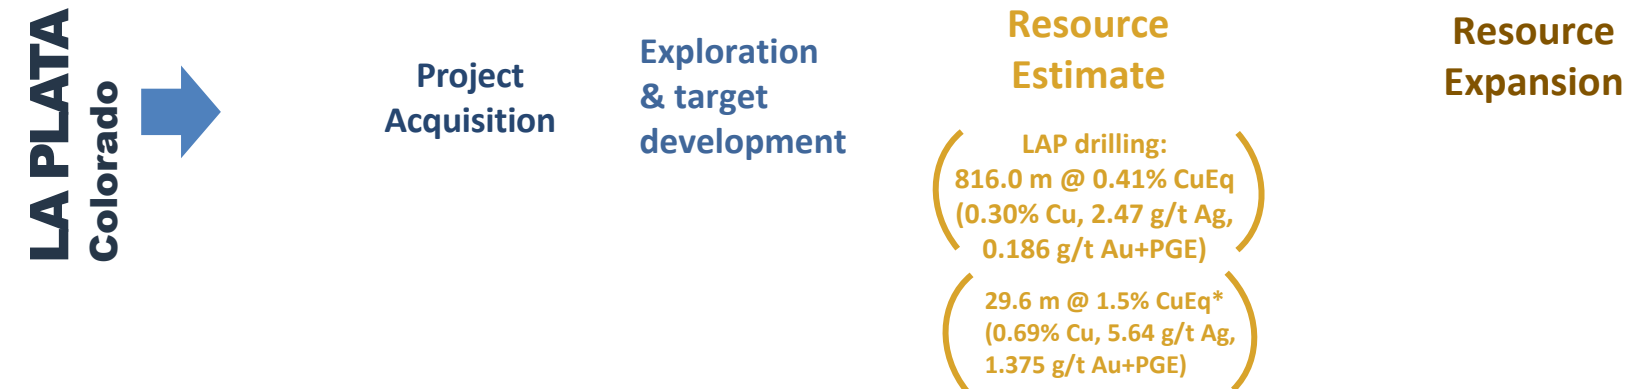 LA PLATA
Colorado
Project
Acquisition
Exploration
& target
development
Resource
Estimate
LAP drilling:
816.0 m @ 0.41% CuEq
(0.30% Cu, 2.47 g/t Ag,
0.186 g/t Au+PGE)
29.6 m @ 1.5% CuEq*
(0.69% Cu, 5.64 g/t Ag,
1.375 g/t Au+PGE)
Resource
Expansion